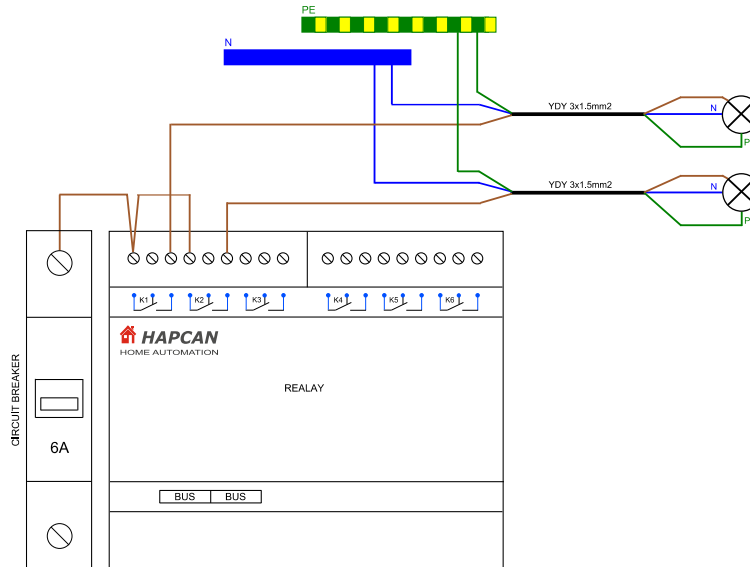 PE
N
YDY 3x1.5mm2
N
P
YDY 3x1.5mm2
N
P
K1 K2 K3 K4 K5 K6
HAPCAN
HOME AUTOMATION
REALAY
CIRCUIT BREAKER
6A
BUS BUS